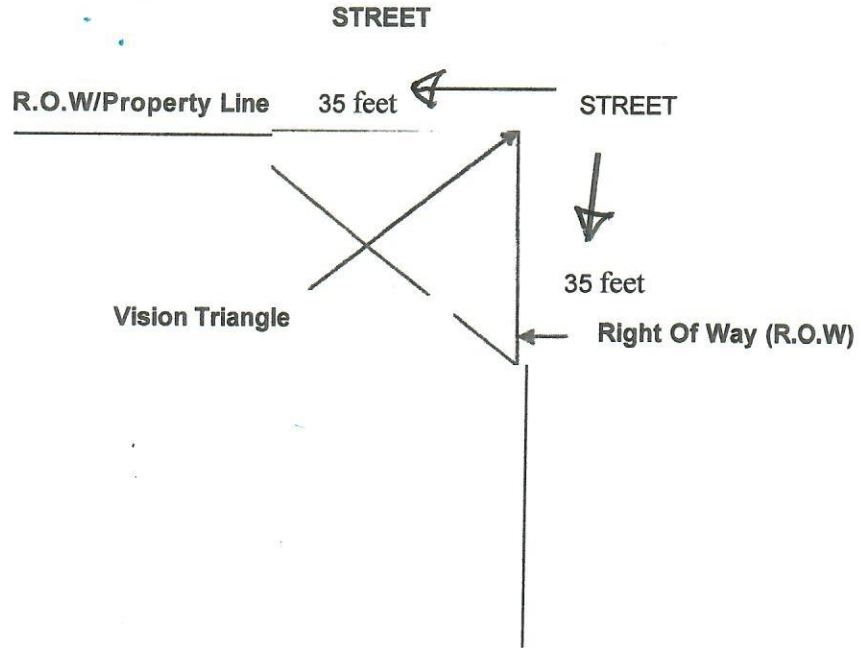 STREET
R.O.W/Property Line 35 feet STREET
35 feet
Vision Triangle
Right Of Way (R.O.W)